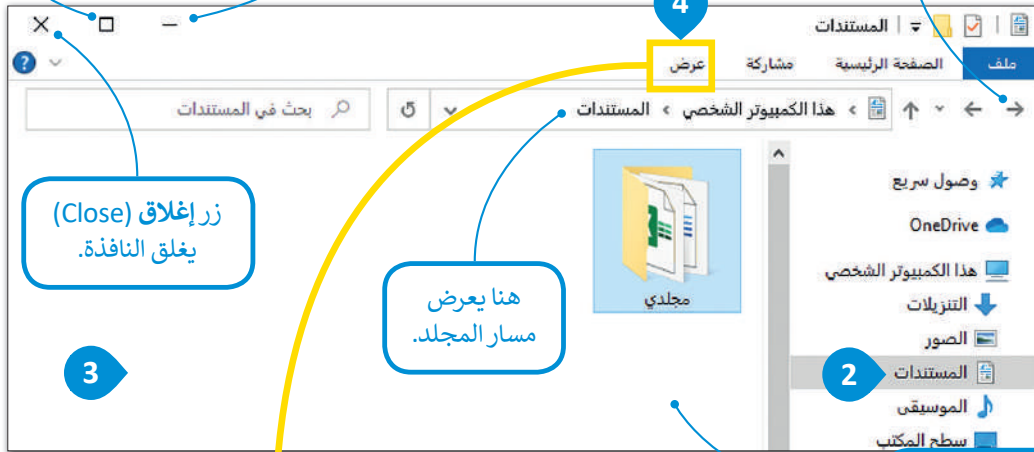 4
المستندات
ملف الصفحة الرئيسية مشاركة عرض
هذا الكمبيوتر الشخصي › المستندات
بحث في المستندات
وصول سريع
OneDrive
هذا الكمبيوتر الشخصي
التنزيلات
الصور
المستندات
2
الموسيقى
سطح المكتب
مجلدي
هنا يعرض
مسار المجلد.
زر إغلاق (Close)
يغلق النافذة.
3